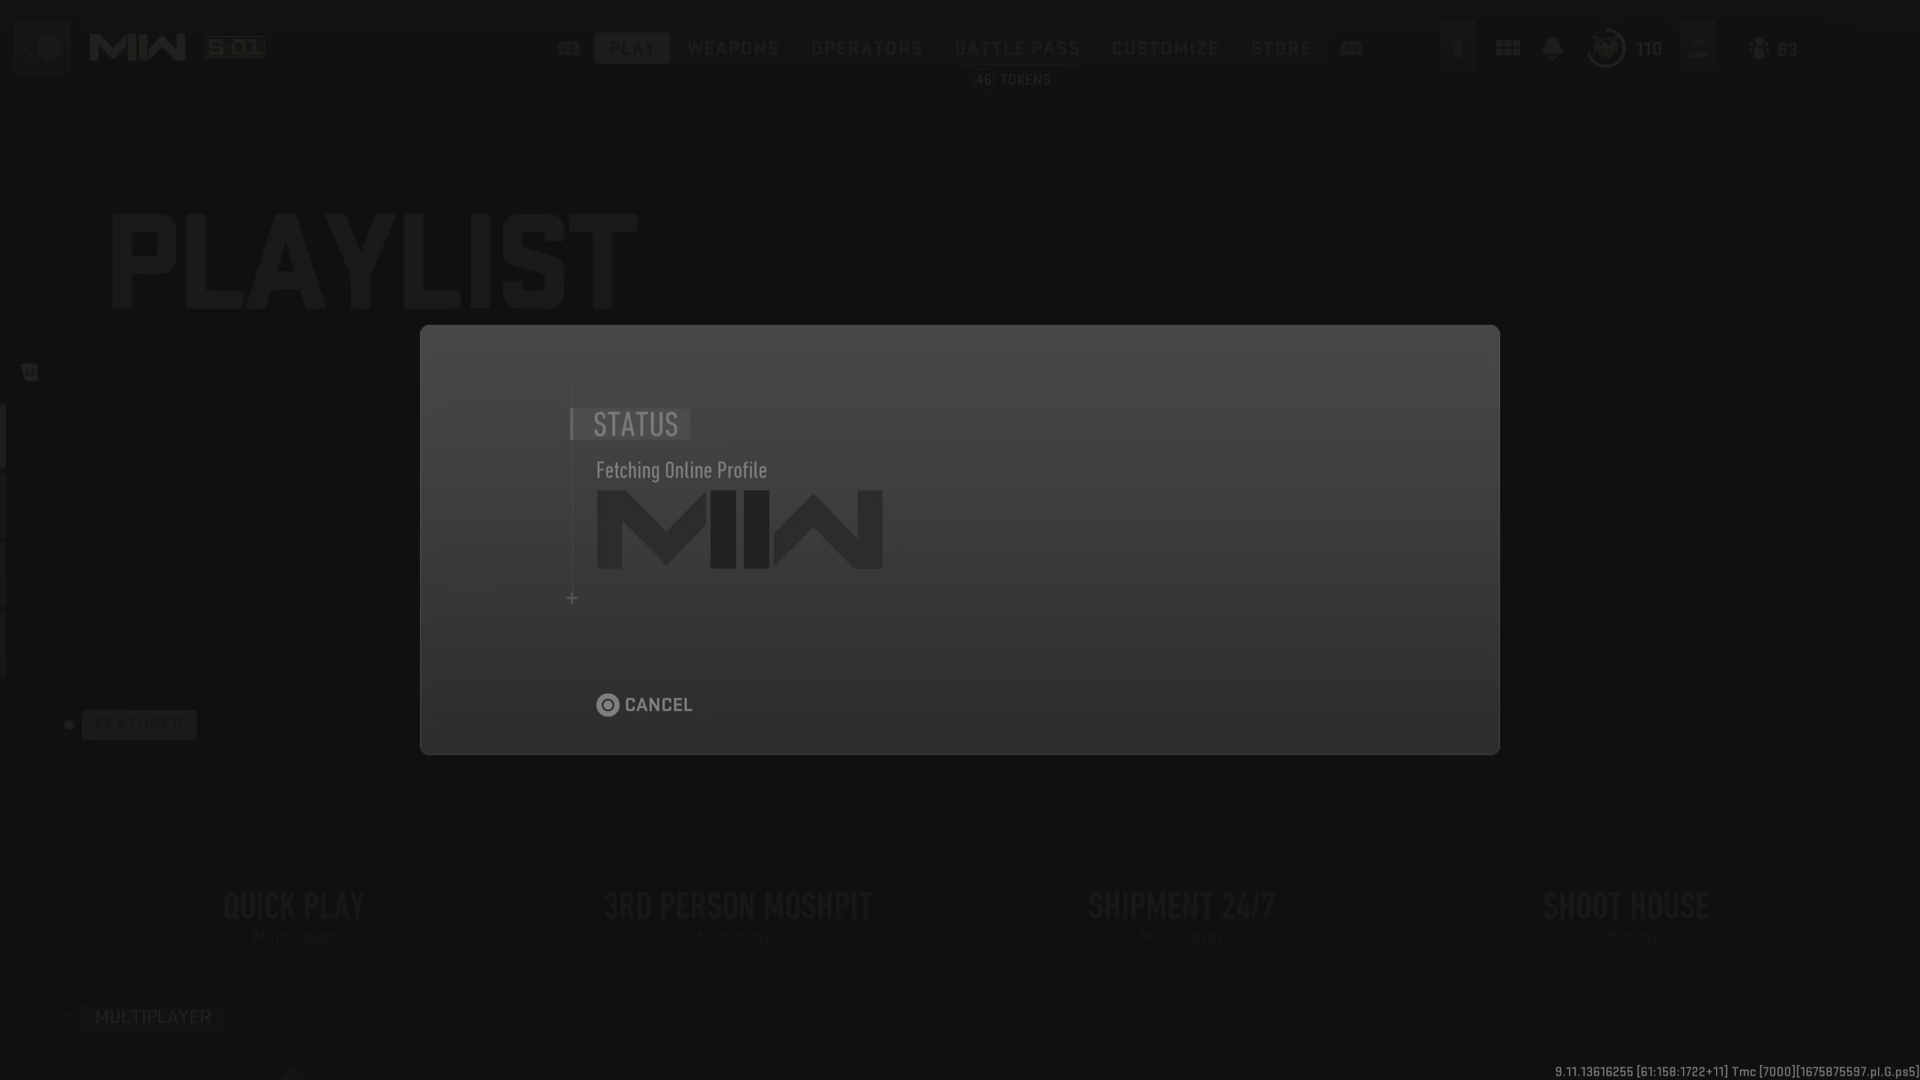 MW S:01
PLAY WEAPONS OPERATORS BATTLE PASS CUSTOMIZE STORE
110 83
46 TOKENS
PLAYLIST
STATUS
Fetching Online Profile
MW
CANCEL
FEATURED
QUICK PLAY 3RD PERSON MOSHPIT SHIPMENT 24/7 SHOOT HOUSE
Multiplayer Multiplayer Multiplayer Multiplayer
MULTIPLAYER
9.11.13616255 [61:158:1722+11] Tmc [7000][1675875597.pl.G.ps5]